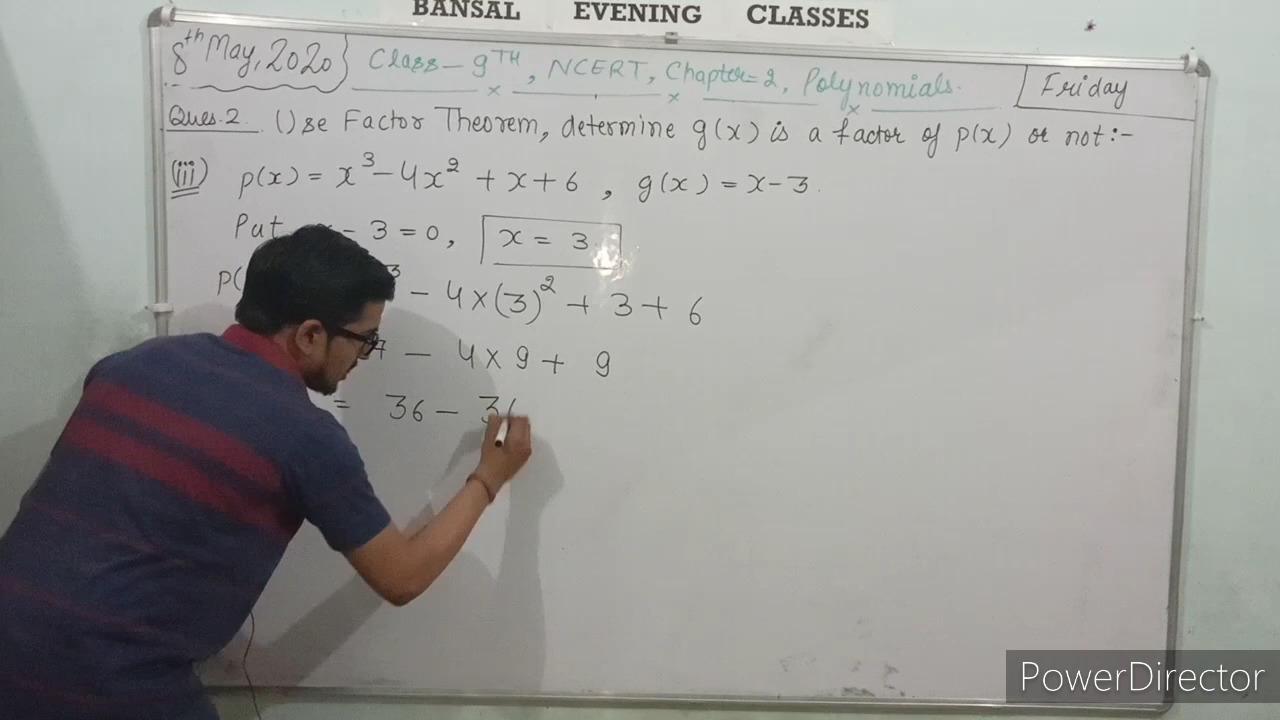 BANSAL EVENING CLASSES
8th May, 2020} Class - 9TH, NCERT, Chapter = 2, Polynomials. Friday
Ques. 2 Use Factor Theorem, determine g(x) is a factor of p(x) or not :-
(iii) p(x) = x³ - 4x² + x + 6 , g(x) = x - 3.
Put - 3 = 0, x = 3
P( 3 - 4 × (3)² + 3 + 6
7 - 4 × 9 + 9
= 36 - 36
PowerDirector